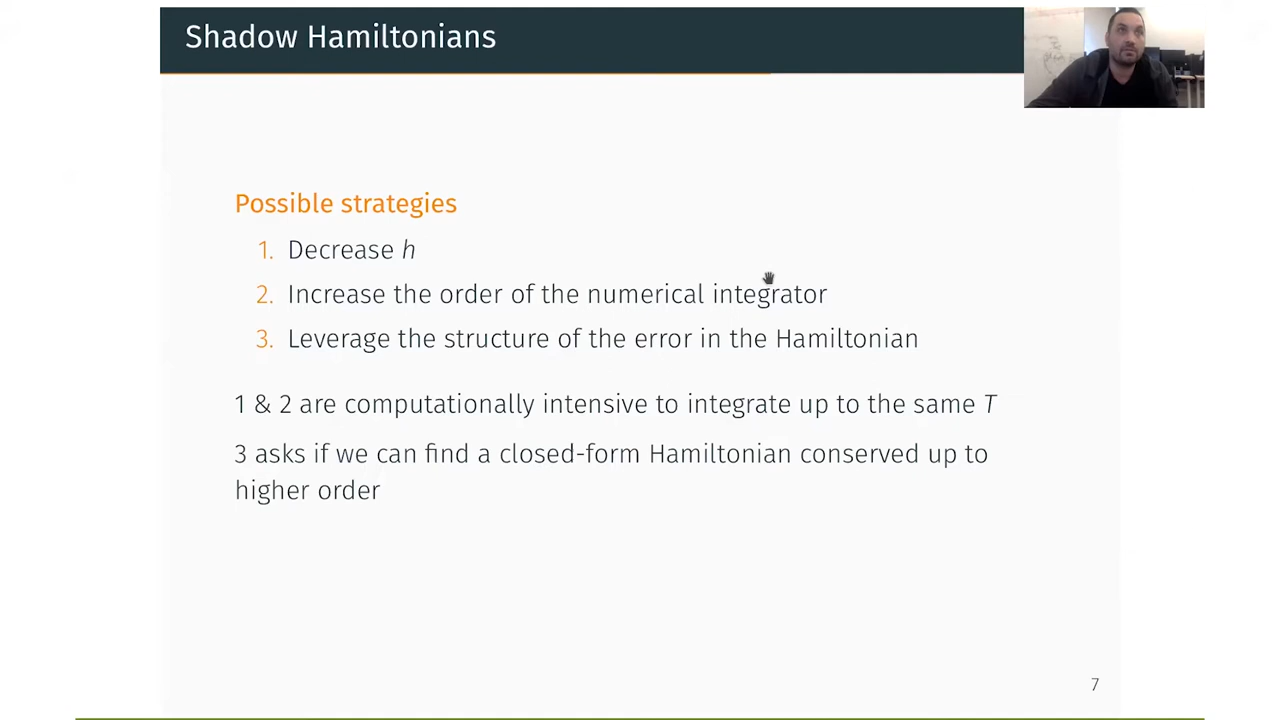 Shadow Hamiltonians
Possible strategies
1. Decrease h
2. Increase the order of the numerical integrator
3. Leverage the structure of the error in the Hamiltonian
1 & 2 are computationally intensive to integrate up to the same T
3 asks if we can find a closed-form Hamiltonian conserved up to
higher order
7